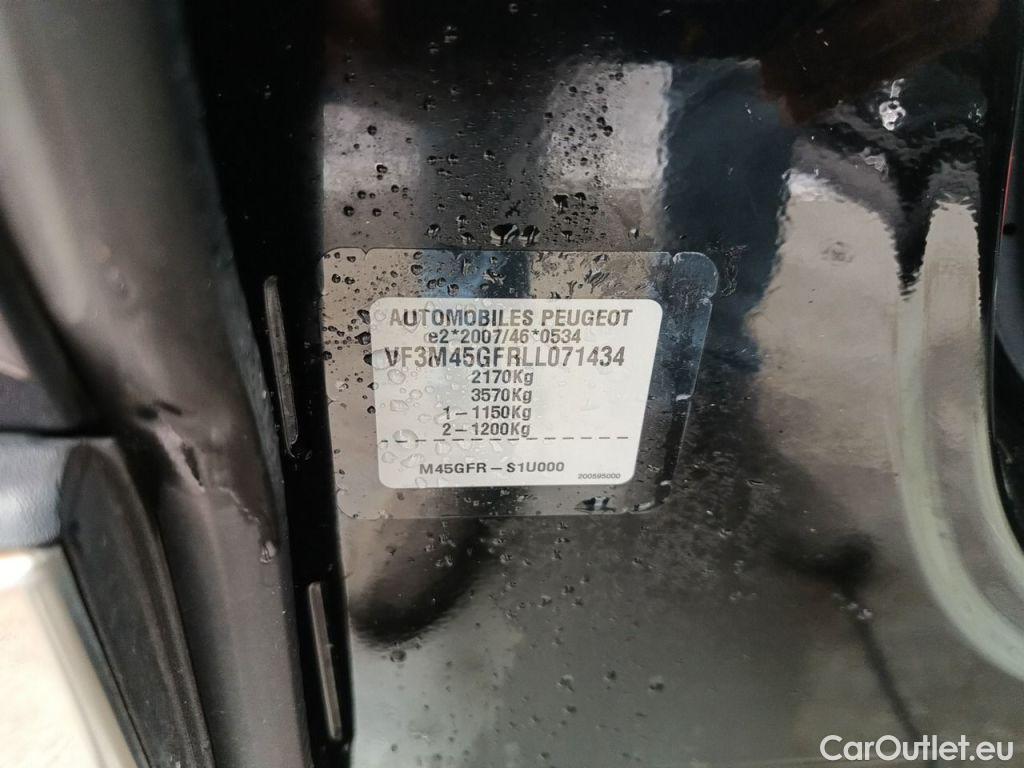 AUTOMOBILES PEUGEOT
e2*2007/46*0534
VF3M45GFRLL071434
2170Kg
3570Kg
1-1150Kg
2-1200Kg
M45GFR-S1U000
200595000
CarOutlet.eu